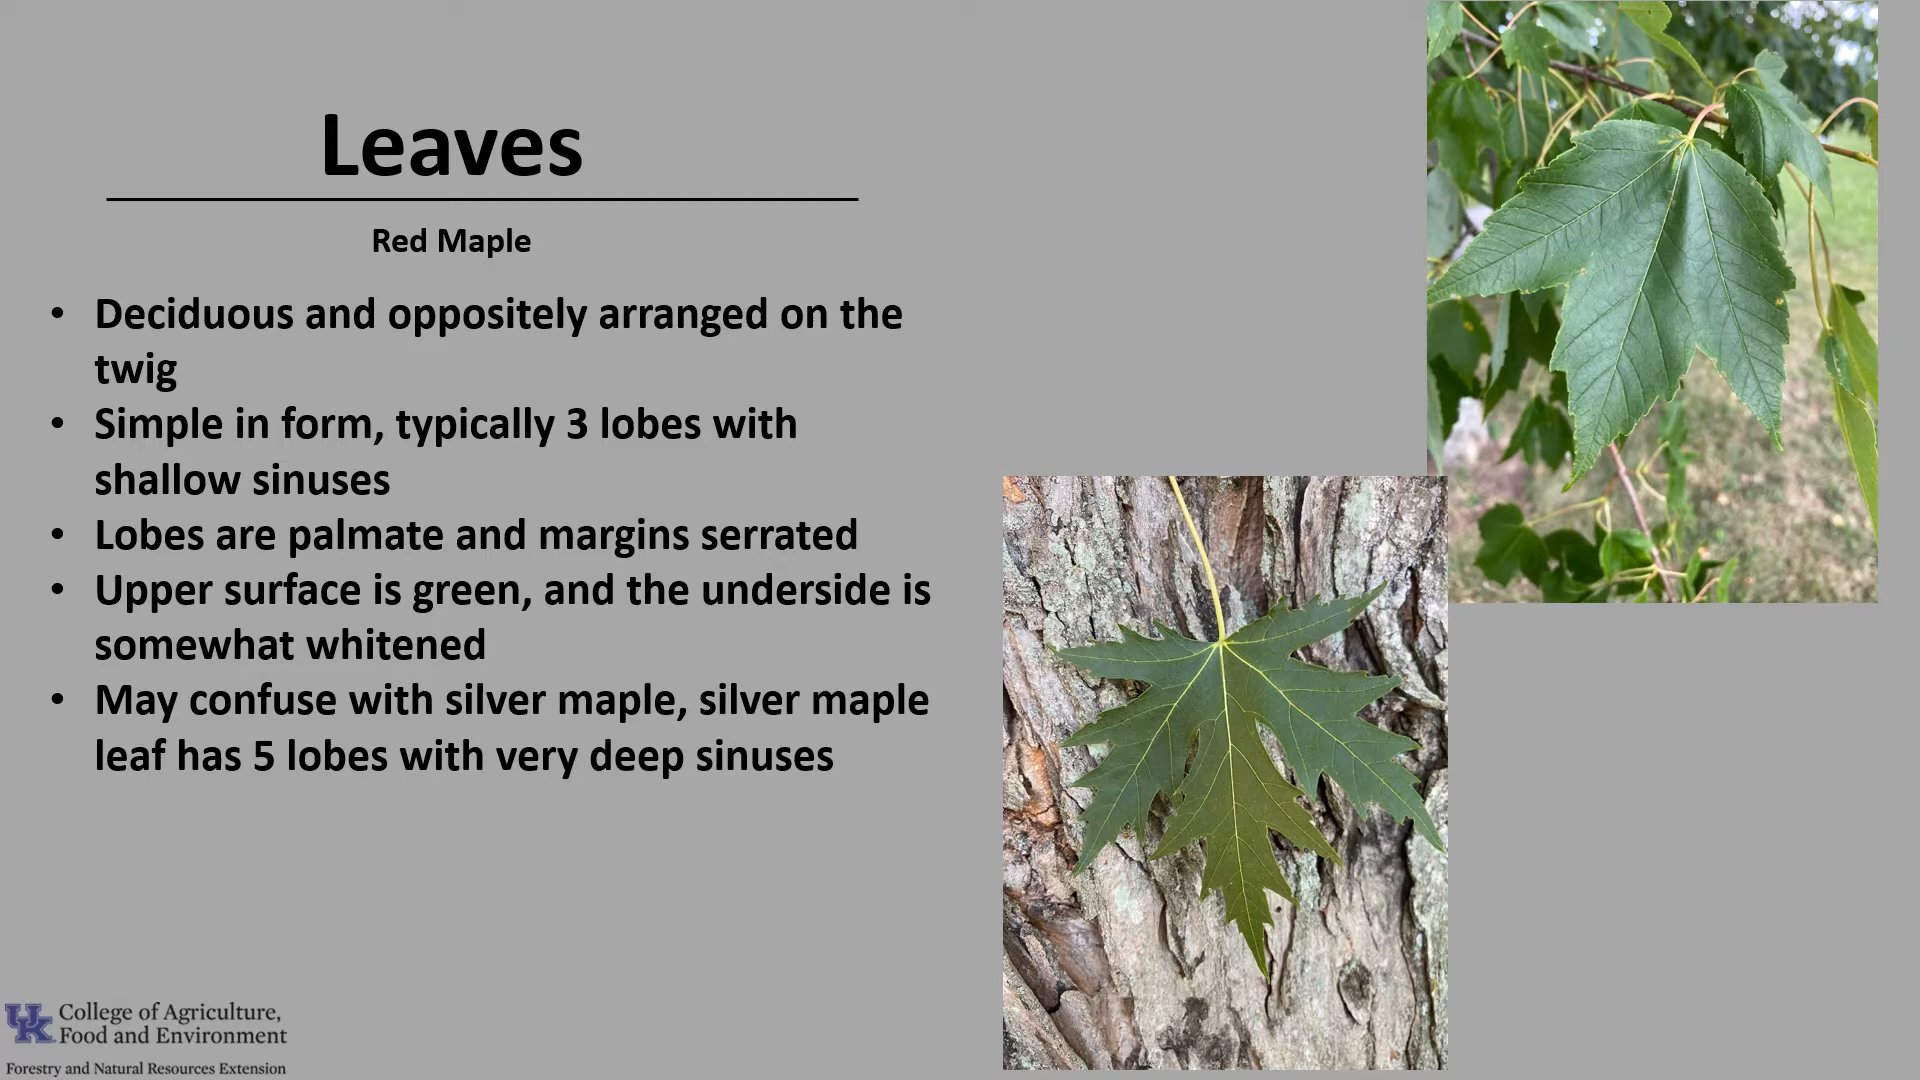 Leaves
Red Maple
• Deciduous and oppositely arranged on the
twig
• Simple in form, typically 3 lobes with
shallow sinuses
• Lobes are palmate and margins serrated
• Upper surface is green, and the underside is
somewhat whitened
• May confuse with silver maple, silver maple
leaf has 5 lobes with very deep sinuses
UK College of Agriculture,
Food and Environment
Forestry and Natural Resources Extension